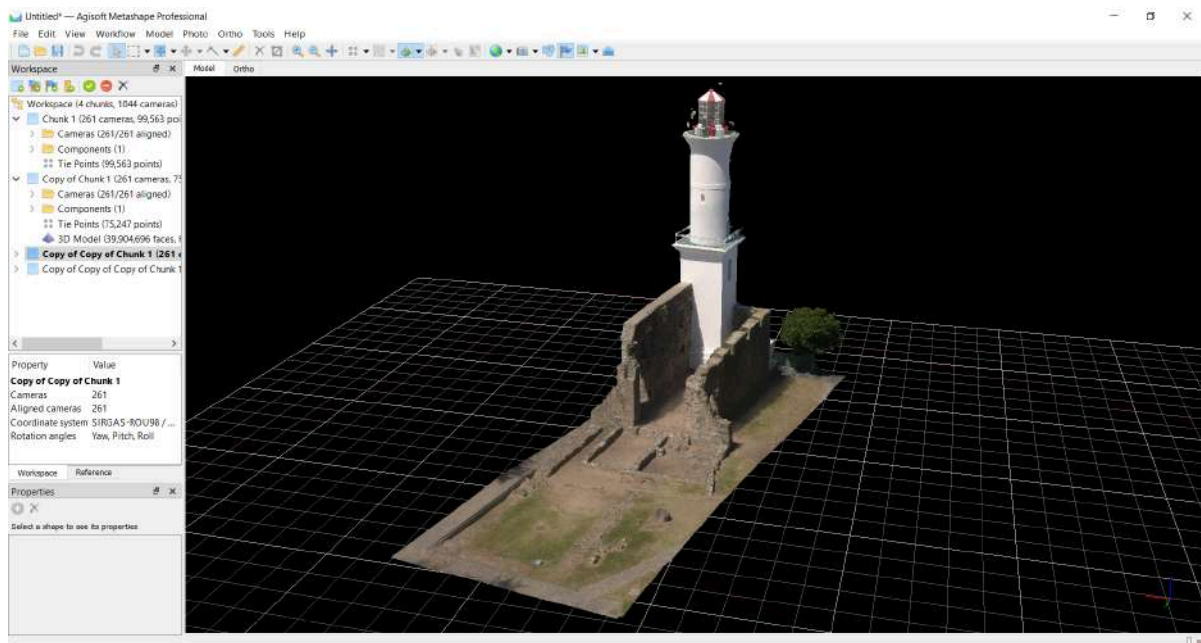 Untitled* — Agisoft Metashape Professional
File Edit View Workflow Model Photo Ortho Tools Help
Workspace
Model Ortho
Workspace (4 chunks, 1044 cameras)
Chunk 1 (261 cameras, 99,563 poi
Cameras (261/261 aligned)
Components (1)
Tie Points (99,563 points)
Copy of Chunk 1 (261 cameras, 75
Cameras (261/261 aligned)
Components (1)
Tie Points (75,247 points)
3D Model (39,904,696 faces,
Copy of Copy of Chunk 1 (261
Copy of Copy of Copy of Chunk 1
Property Value
Copy of Copy of Chunk 1
Cameras 261
Aligned cameras 261
Coordinate system SIRGAS-ROU98 / ...
Rotation angles Yaw, Pitch, Roll
Workspace Reference
Properties
Select a shape to see its properties